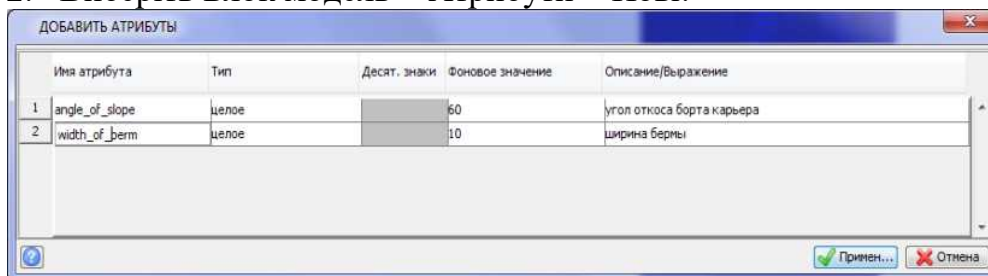 ДОБАВИТЬ АТРИБУТЫ
Имя атрибута Тип Десят. знаки Фоновое значение Описание/Выражение
1 angle_of_slope целое 60 угол откоса борта карьера
2 width_of_berm целое 10 ширина бермы
Примен... Отмена